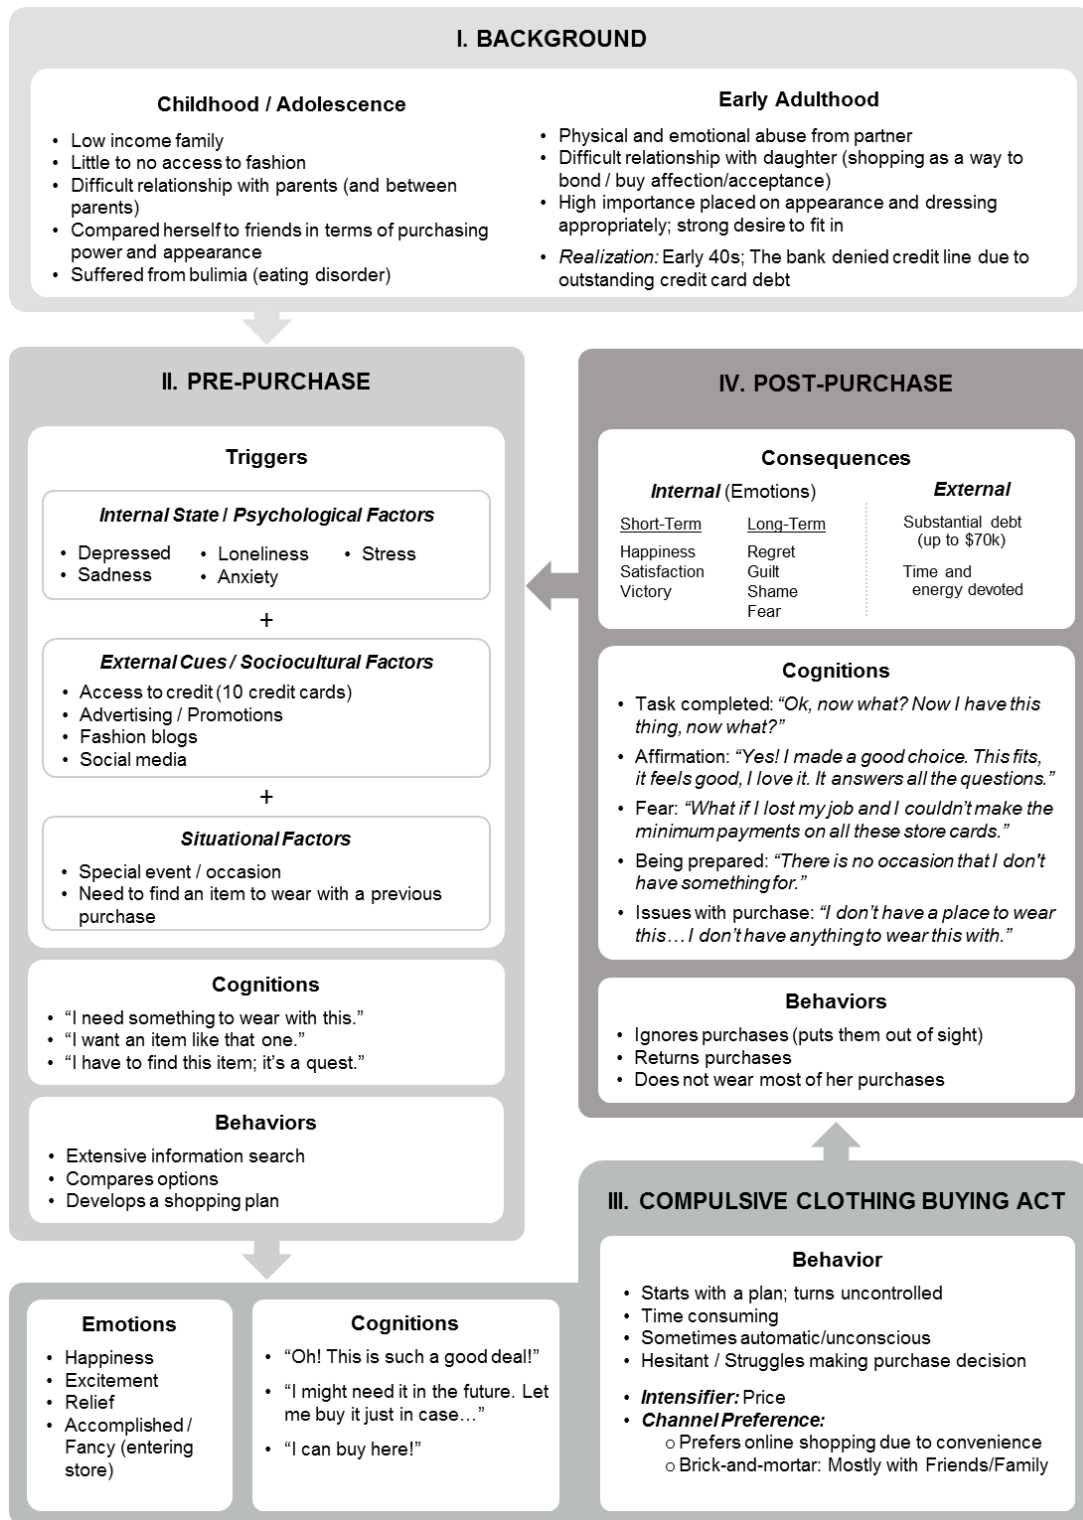 I. BACKGROUND
Childhood / Adolescence
• Low income family
• Little to no access to fashion
• Difficult relationship with parents (and between
parents)
• Compared herself to friends in terms of purchasing
power and appearance
• Suffered from bulimia (eating disorder)
Early Adulthood
• Physical and emotional abuse from partner
• Difficult relationship with daughter (shopping as a way to
bond / buy affection/acceptance)
• High importance placed on appearance and dressing
appropriately; strong desire to fit in
• Realization: Early 40s; The bank denied credit line due to
outstanding credit card debt
II. PRE-PURCHASE
Triggers
Internal State / Psychological Factors
• Depressed
• Sadness
• Loneliness
• Anxiety
• Stress
+
External Cues / Sociocultural Factors
• Access to credit (10 credit cards)
• Advertising / Promotions
• Fashion blogs
• Social media
+
Situational Factors
• Special event / occasion
• Need to find an item to wear with a previous
purchase
Cognitions
• “I need something to wear with this.”
• “I want an item like that one.”
• “I have to find this item; it’s a quest.”
Behaviors
• Extensive information search
• Compares options
• Develops a shopping plan
III. COMPULSIVE CLOTHING BUYING ACT
Emotions
• Happiness
• Excitement
• Relief
• Accomplished /
Fancy (entering
store)
Cognitions
• “Oh! This is such a good deal!”
• “I might need it in the future. Let
me buy it just in case…”
• “I can buy here!”
Behavior
• Starts with a plan; turns uncontrolled
• Time consuming
• Sometimes automatic/unconscious
• Hesitant / Struggles making purchase decision
• Intensifier: Price
• Channel Preference:
o Prefers online shopping due to convenience
o Brick-and-mortar: Mostly with Friends/Family
IV. POST-PURCHASE
Consequences
Internal (Emotions)
Short-Term
Happiness
Satisfaction
Victory
Long-Term
Regret
Guilt
Shame
Fear
External
Substantial debt
(up to $70k)
Time and
energy devoted
Cognitions
• Task completed: “Ok, now what? Now I have this
thing, now what?”
• Affirmation: “Yes! I made a good choice. This fits,
it feels good, I love it. It answers all the questions.”
• Fear: “What if I lost my job and I couldn’t make the
minimum payments on all these store cards.”
• Being prepared: “There is no occasion that I don't
have something for.”
• Issues with purchase: “I don’t have a place to wear
this… I don’t have anything to wear this with.”
Behaviors
• Ignores purchases (puts them out of sight)
• Returns purchases
• Does not wear most of her purchases